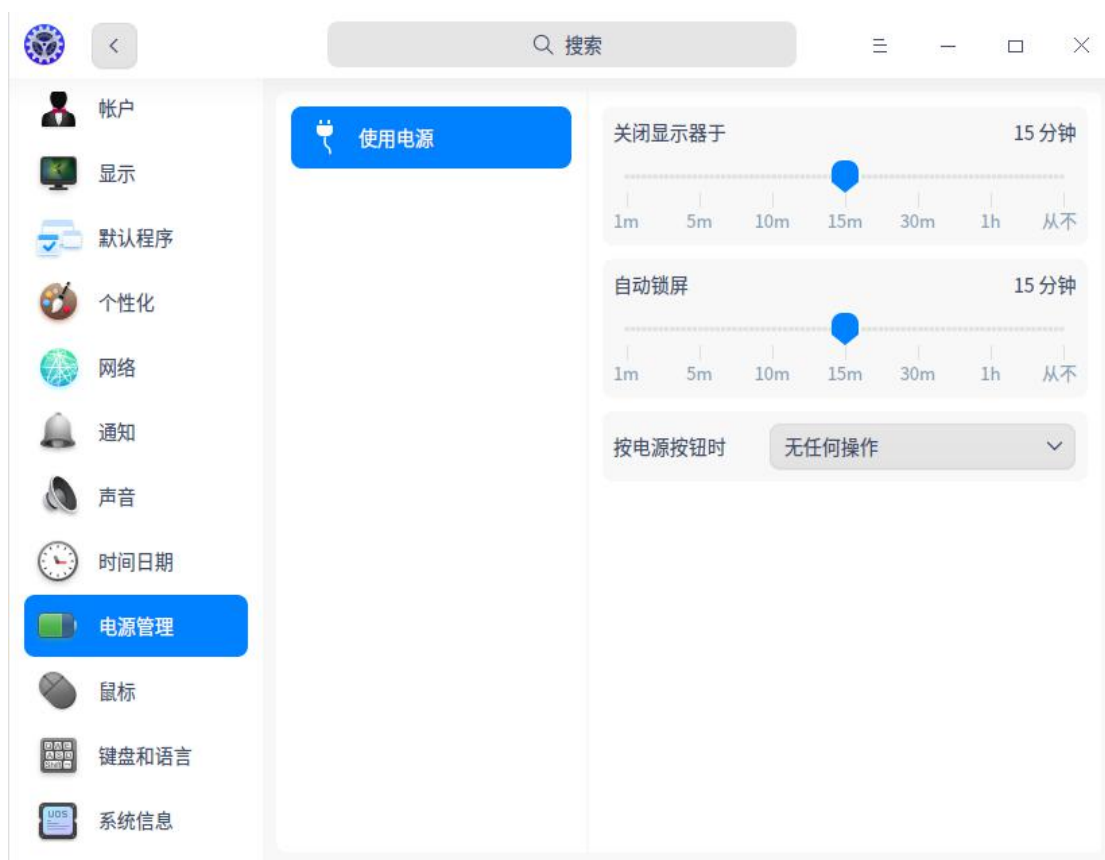 搜索
帐户
显示
默认程序
个性化
网络
通知
声音
时间日期
电源管理
鼠标
键盘和语言
UOS
系统信息
使用电源
关闭显示器于 15 分钟
1m 5m 10m 15m 30m 1h 从不
自动锁屏 15 分钟
1m 5m 10m 15m 30m 1h 从不
按电源按钮时 无任何操作